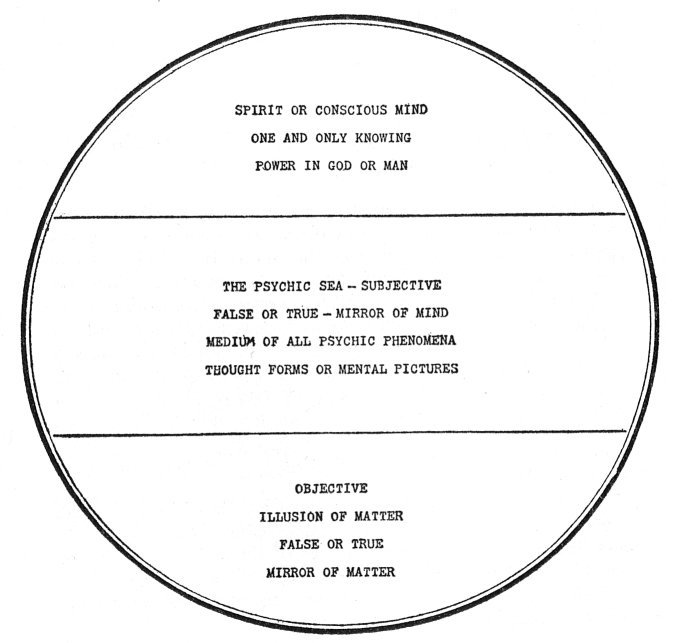 SPIRIT OR CONSCIOUS MIND
ONE AND ONLY KNOWING
POWER IN GOD OR MAN
THE PSYCHIC SEA - SUBJECTIVE
FALSE OR TRUE - MIRROR OF MIND
MEDIUM OF ALL PSYCHIC PHENOMENA
THOUGHT FORMS OR MENTAL PICTURES
OBJECTIVE
ILLUSION OF MATTER
FALSE OR TRUE
MIRROR OF MATTER